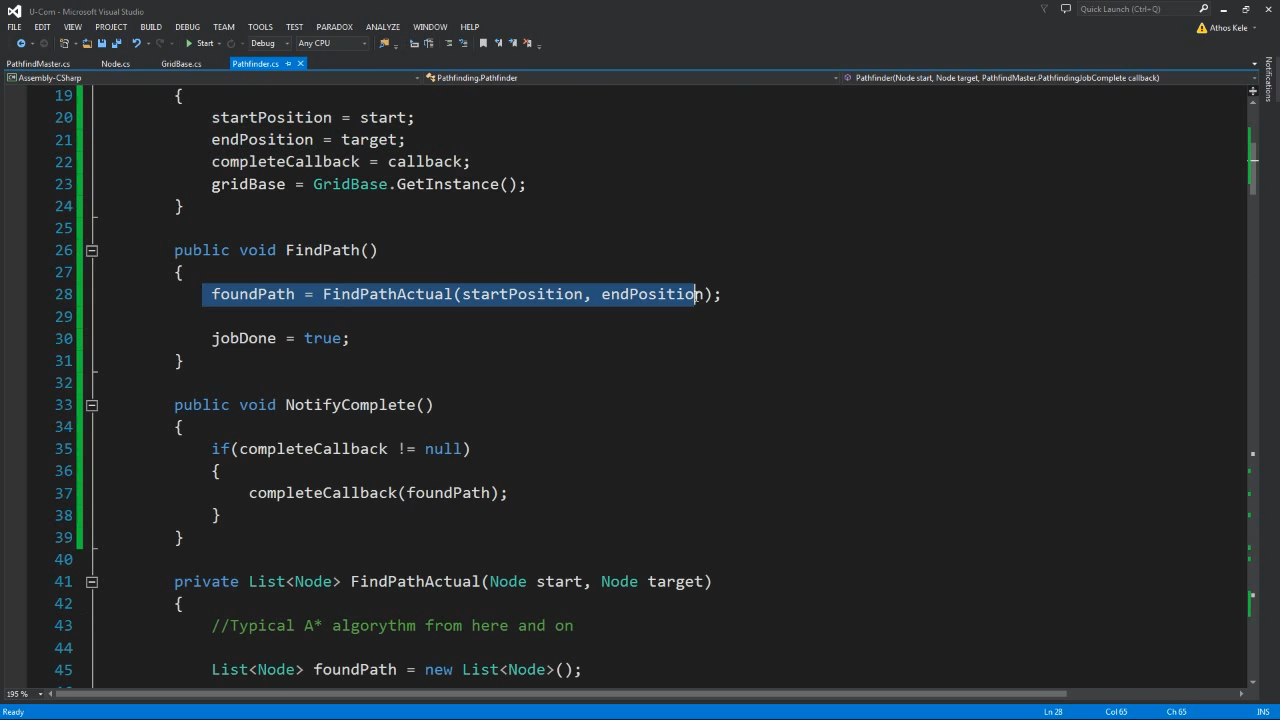 U-Com - Microsoft Visual Studio
Quick Launch (Ctrl+Q)
FILE EDIT VIEW PROJECT BUILD DEBUG TEAM TOOLS TEST PARADOX ANALYZE WINDOW HELP
Athos Kele
Start Debug Any CPU
PathfindMaster.cs Node.cs GridBase.cs Pathfinder.cs
Notifications
Assembly-CSharp Pathfinding.Pathfinder Pathfinder(Node start, Node target, PathfindMaster.PathfindingJobComplete callback)
19 {
20 startPosition = start;
21 endPosition = target;
22 completeCallback = callback;
23 gridBase = GridBase.GetInstance();
24 }
25
26 public void FindPath()
27 {
28 foundPath = FindPathActual(startPosition, endPosition);
29
30 jobDone = true;
31 }
32
33 public void NotifyComplete()
34 {
35 if(completeCallback != null)
36 {
37 completeCallback(foundPath);
38 }
39 }
40
41 private List<Node> FindPathActual(Node start, Node target)
42 {
43 //Typical A* algorythm from here and on
44
45 List<Node> foundPath = new List<Node>();
195 %
Ready Ln 28 Col 65 Ch 65 INS